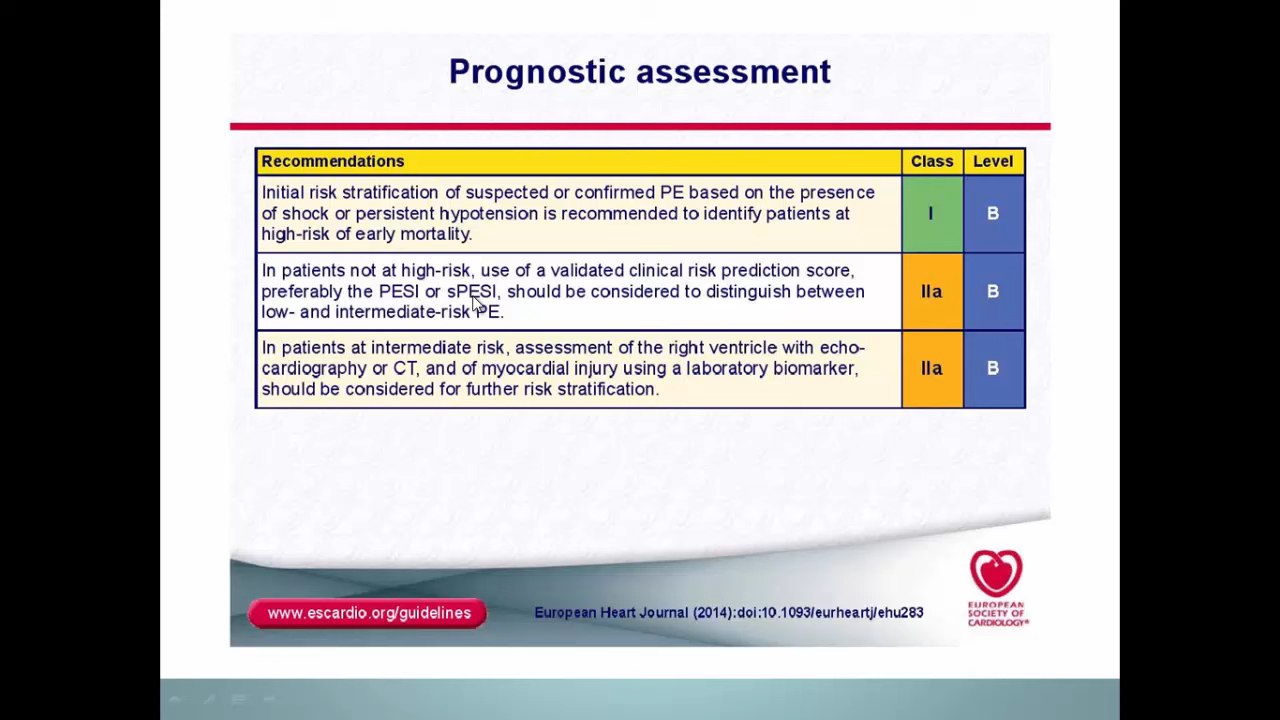 Prognostic assessment
Recommendations Class Level
Initial risk stratification of suspected or confirmed PE based on the presence
of shock or persistent hypotension is recommended to identify patients at
high-risk of early mortality.
I B
In patients not at high-risk, use of a validated clinical risk prediction score,
preferably the PESI or sPESI, should be considered to distinguish between
low- and intermediate-risk PE.
IIa B
In patients at intermediate risk, assessment of the right ventricle with echo-
cardiography or CT, and of myocardial injury using a laboratory biomarker,
should be considered for further risk stratification.
IIa B
www.escardio.org/guidelines
European Heart Journal (2014):doi:10.1093/eurheartj/ehu283
EUROPEAN
SOCIETY OF
CARDIOLOGY®